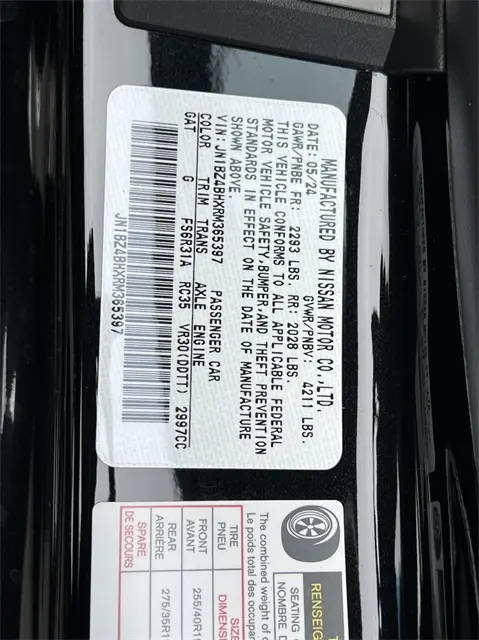 MANUFACTURED BY NISSAN MOTOR CO.,LTD.
DATE: 05/24 GVWR/PNBV: 4211 LBS.
GAWR/PNBE FR: 2293 LBS. RR: 2028 LBS.
THIS VEHICLE CONFORMS TO ALL APPLICABLE FEDERAL
MOTOR VEHICLE SAFETY,BUMPER,AND THEFT PREVENTION
STANDARDS IN EFFECT ON THE DATE OF MANUFACTURE
SHOWN ABOVE.
VIN: JN1BZ4BHXRM365397 PASSENGER CAR
COLOR TRIM TRANS AXLE ENGINE
GAT G FS6R31A RC35 VR30(DDTT) 2997CC
JN1BZ4BHXRM365397
RENSEIG
SEATING
NOMBRE
The combined weight of
Le poids total des occupa
TIRE
PNEU
DIMENS
FRONT
AVANT
255/40R1
REAR
ARRIÈRE
275/35R1
SPARE
DE SECOURS